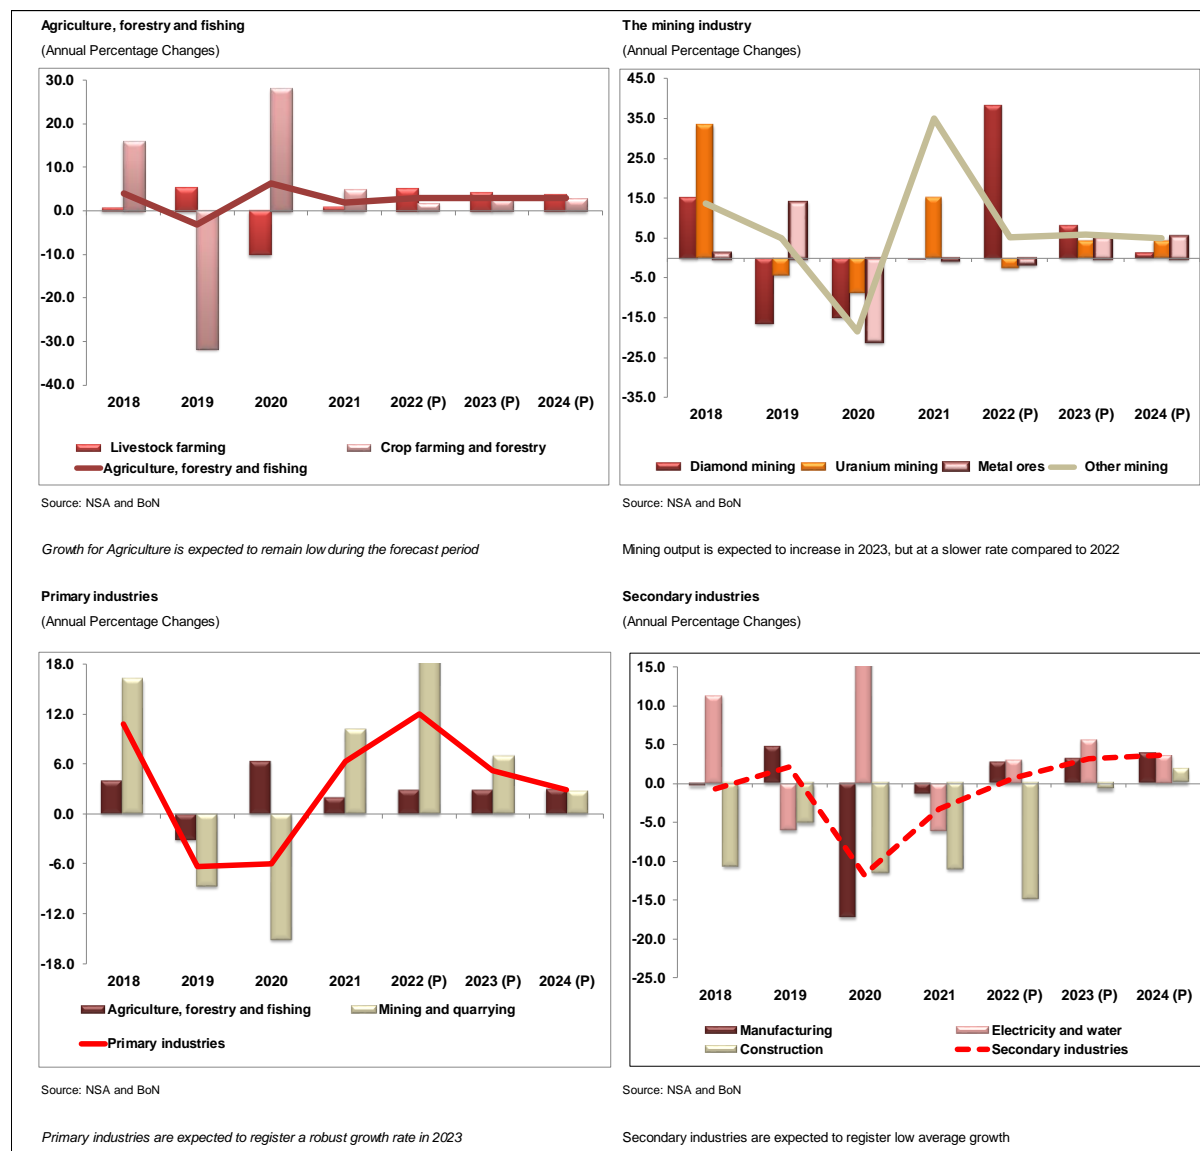 Agriculture, forestry and fishing
(Annual Percentage Changes)
30.0
20.0
10.0
0.0
-10.0
-20.0
-30.0
-40.0
2018 2019 2020 2021 2022 (P) 2023 (P) 2024 (P)
Livestock farming Crop farming and forestry
Agriculture, forestry and fishing
Source: NSA and BoN
Growth for Agriculture is expected to remain low during the forecast period
The mining industry
(Annual Percentage Changes)
45.0
35.0
25.0
15.0
5.0
-5.0
-15.0
-25.0
-35.0
2018 2019 2020 2021 2022 (P) 2023 (P) 2024 (P)
Diamond mining Uranium mining Metal ores Other mining
Source: NSA and BoN
Mining output is expected to increase in 2023, but at a slower rate compared to 2022
Primary industries
(Annual Percentage Changes)
18.0
12.0
6.0
0.0
-6.0
-12.0
-18.0
2018 2019 2020 2021 2022 (P) 2023 (P) 2024 (P)
Agriculture, forestry and fishing Mining and quarrying
Primary industries
Source: NSA and BoN
Primary industries are expected to register a robust growth rate in 2023
Secondary industries
(Annual Percentage Changes)
15.0
10.0
5.0
0.0
-5.0
-10.0
-15.0
-20.0
-25.0
2018 2019 2020 2021 2022 (P) 2023 (P) 2024 (P)
Manufacturing Electricity and water
Construction Secondary industries
Source: NSA and BoN
Secondary industries are expected to register low average growth